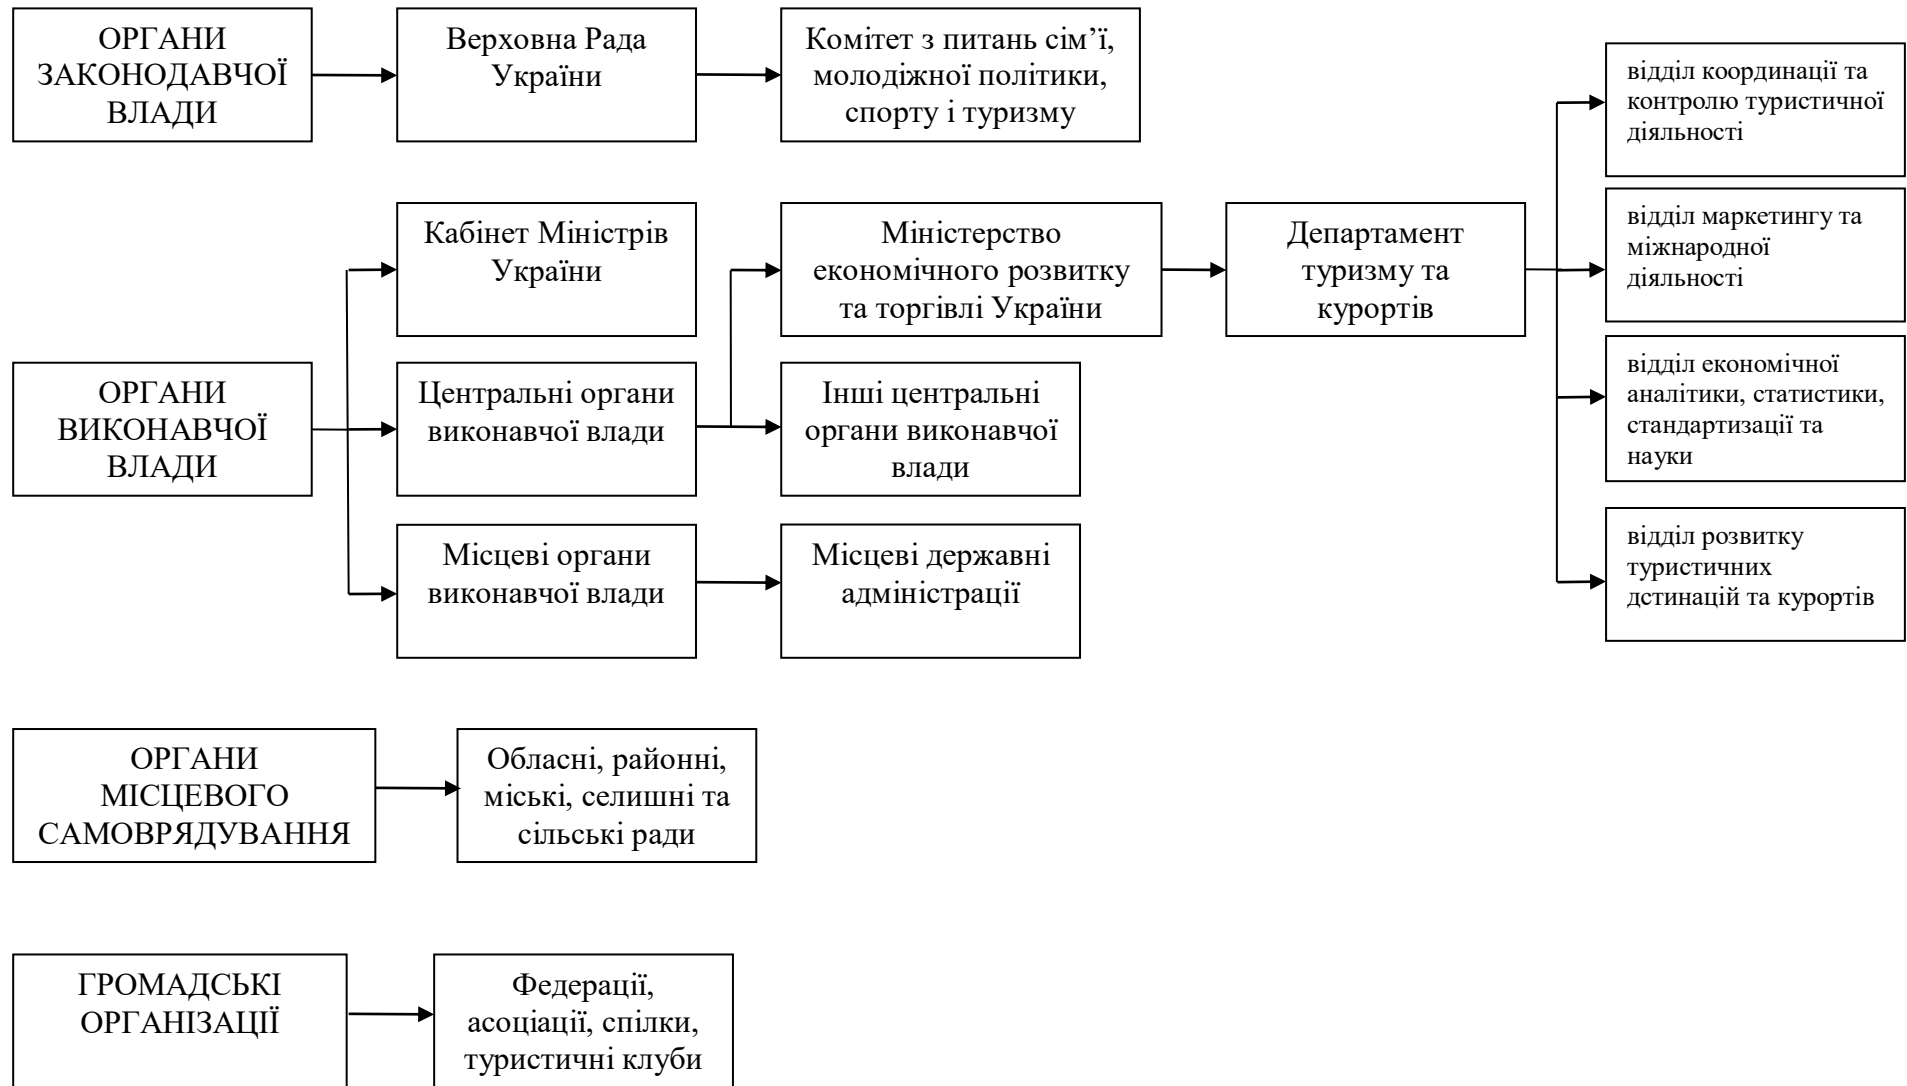 ОРГАНИ
ЗАКОНОДАВЧОЇ
ВЛАДИ
Верховна Рада
України
Комітет з питань сім’ї,
молодіжної політики,
спорту і туризму
відділ координації та
контролю туристичної
діяльності
Кабінет Міністрів
України
Міністерство
економічного розвитку
та торгівлі України
Департамент
туризму та
курортів
відділ маркетингу та
міжнародної
діяльності
ОРГАНИ
ВИКОНАВЧОЇ
ВЛАДИ
Центральні органи
виконавчої влади
Інші центральні
органи виконавчої
влади
відділ економічної
аналітики, статистики,
стандартизації та
науки
Місцеві органи
виконавчої влади
Місцеві державні
адміністрації
відділ розвитку
туристичних
дстинацій та курортів
ОРГАНИ
МІСЦЕВОГО
САМОВРЯДУВАННЯ
Обласні, районні,
міські, селишні та
сільські ради
ГРОМАДСЬКІ
ОРГАНІЗАЦІЇ
Федерації,
асоціації, спілки,
туристичні клуби